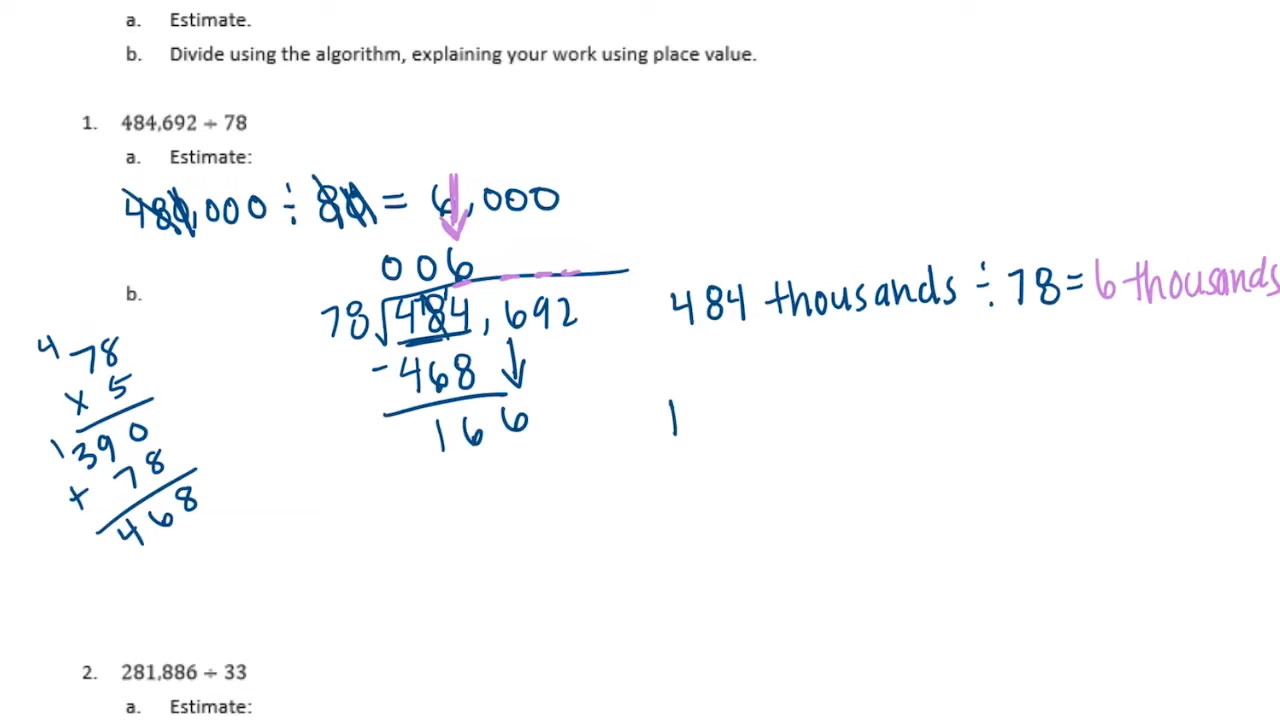 a. Estimate.
b. Divide using the algorithm, explaining your work using place value.
1. 484,692 ÷ 78
a. Estimate:
480,000 ÷ 80 = 6,000
b.
006
78 484,692
-468
166
484 thousands ÷ 78 = 6 thousands
1
4
78
x 5
1
390
+ 78
468
2. 281,886 ÷ 33
a. Estimate: